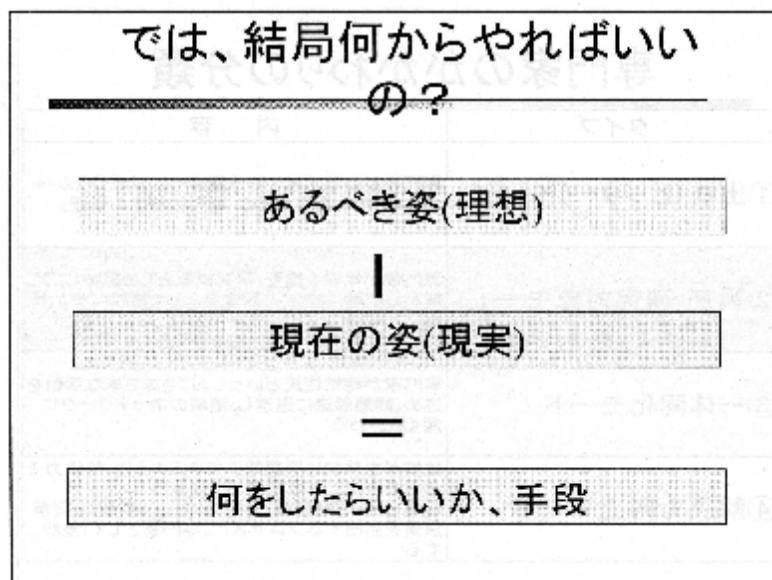 では、結局何からやればいい
の？
あるべき姿(理想)
ー
現在の姿(現実)
＝
何をしたらいいか、手段